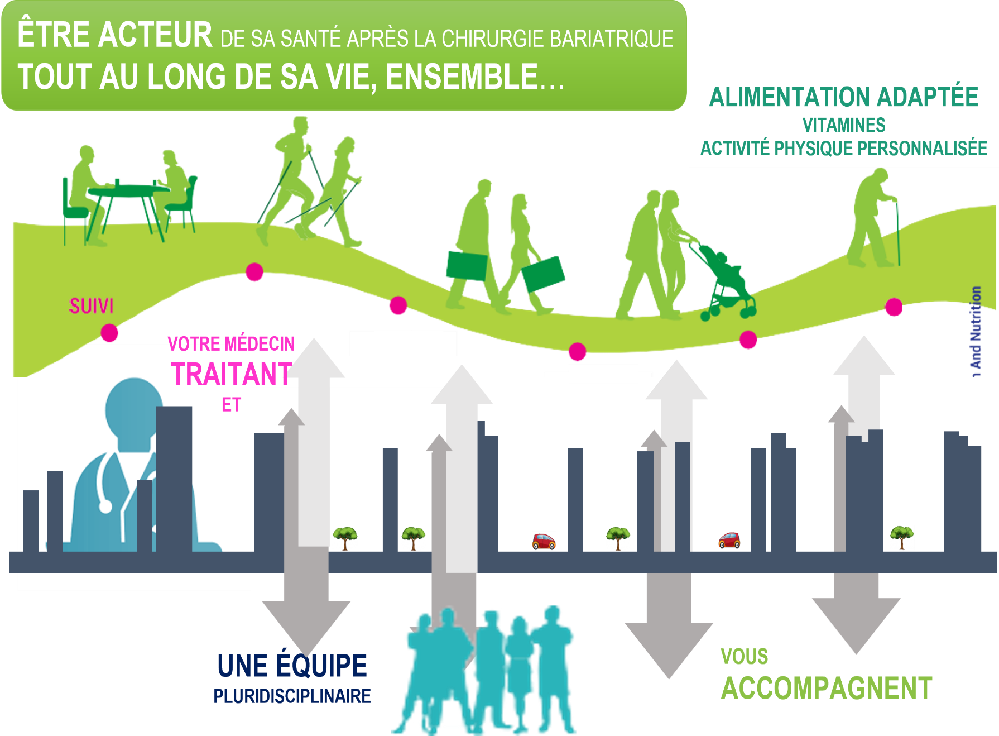 ÊTRE ACTEUR DE SA SANTÉ APRÈS LA CHIRURGIE BARIATRIQUE
TOUT AU LONG DE SA VIE, ENSEMBLE…
ALIMENTATION ADAPTÉE
VITAMINES
ACTIVITÉ PHYSIQUE PERSONNALISÉE
SUIVI
And Nutrition
VOTRE MÉDECIN
TRAITANT
ET
UNE ÉQUIPE
PLURIDISCIPLINAIRE
VOUS
ACCOMPAGNENT